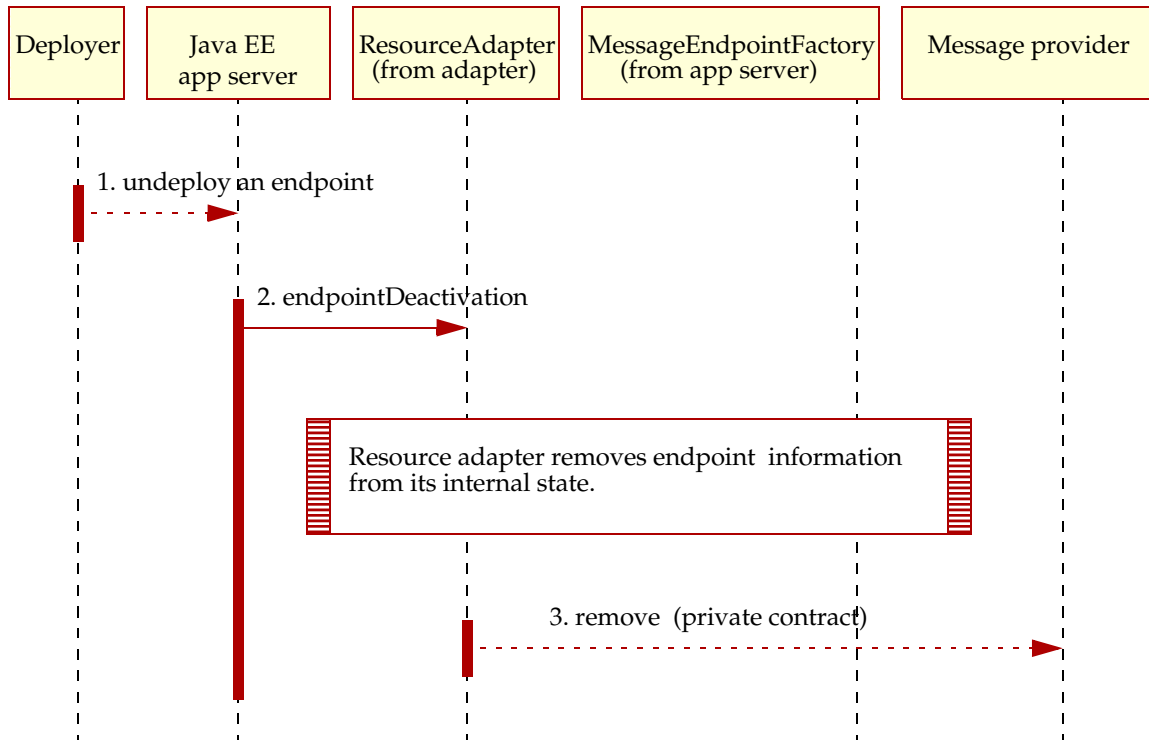 Deployer
Java EE
app server
ResourceAdapter
(from adapter)
MessageEndpointFactory
(from app server)
Message provider
1. undeploy an endpoint
2. endpointDeactivation
Resource adapter removes endpoint information
from its internal state.
3. remove (private contract)